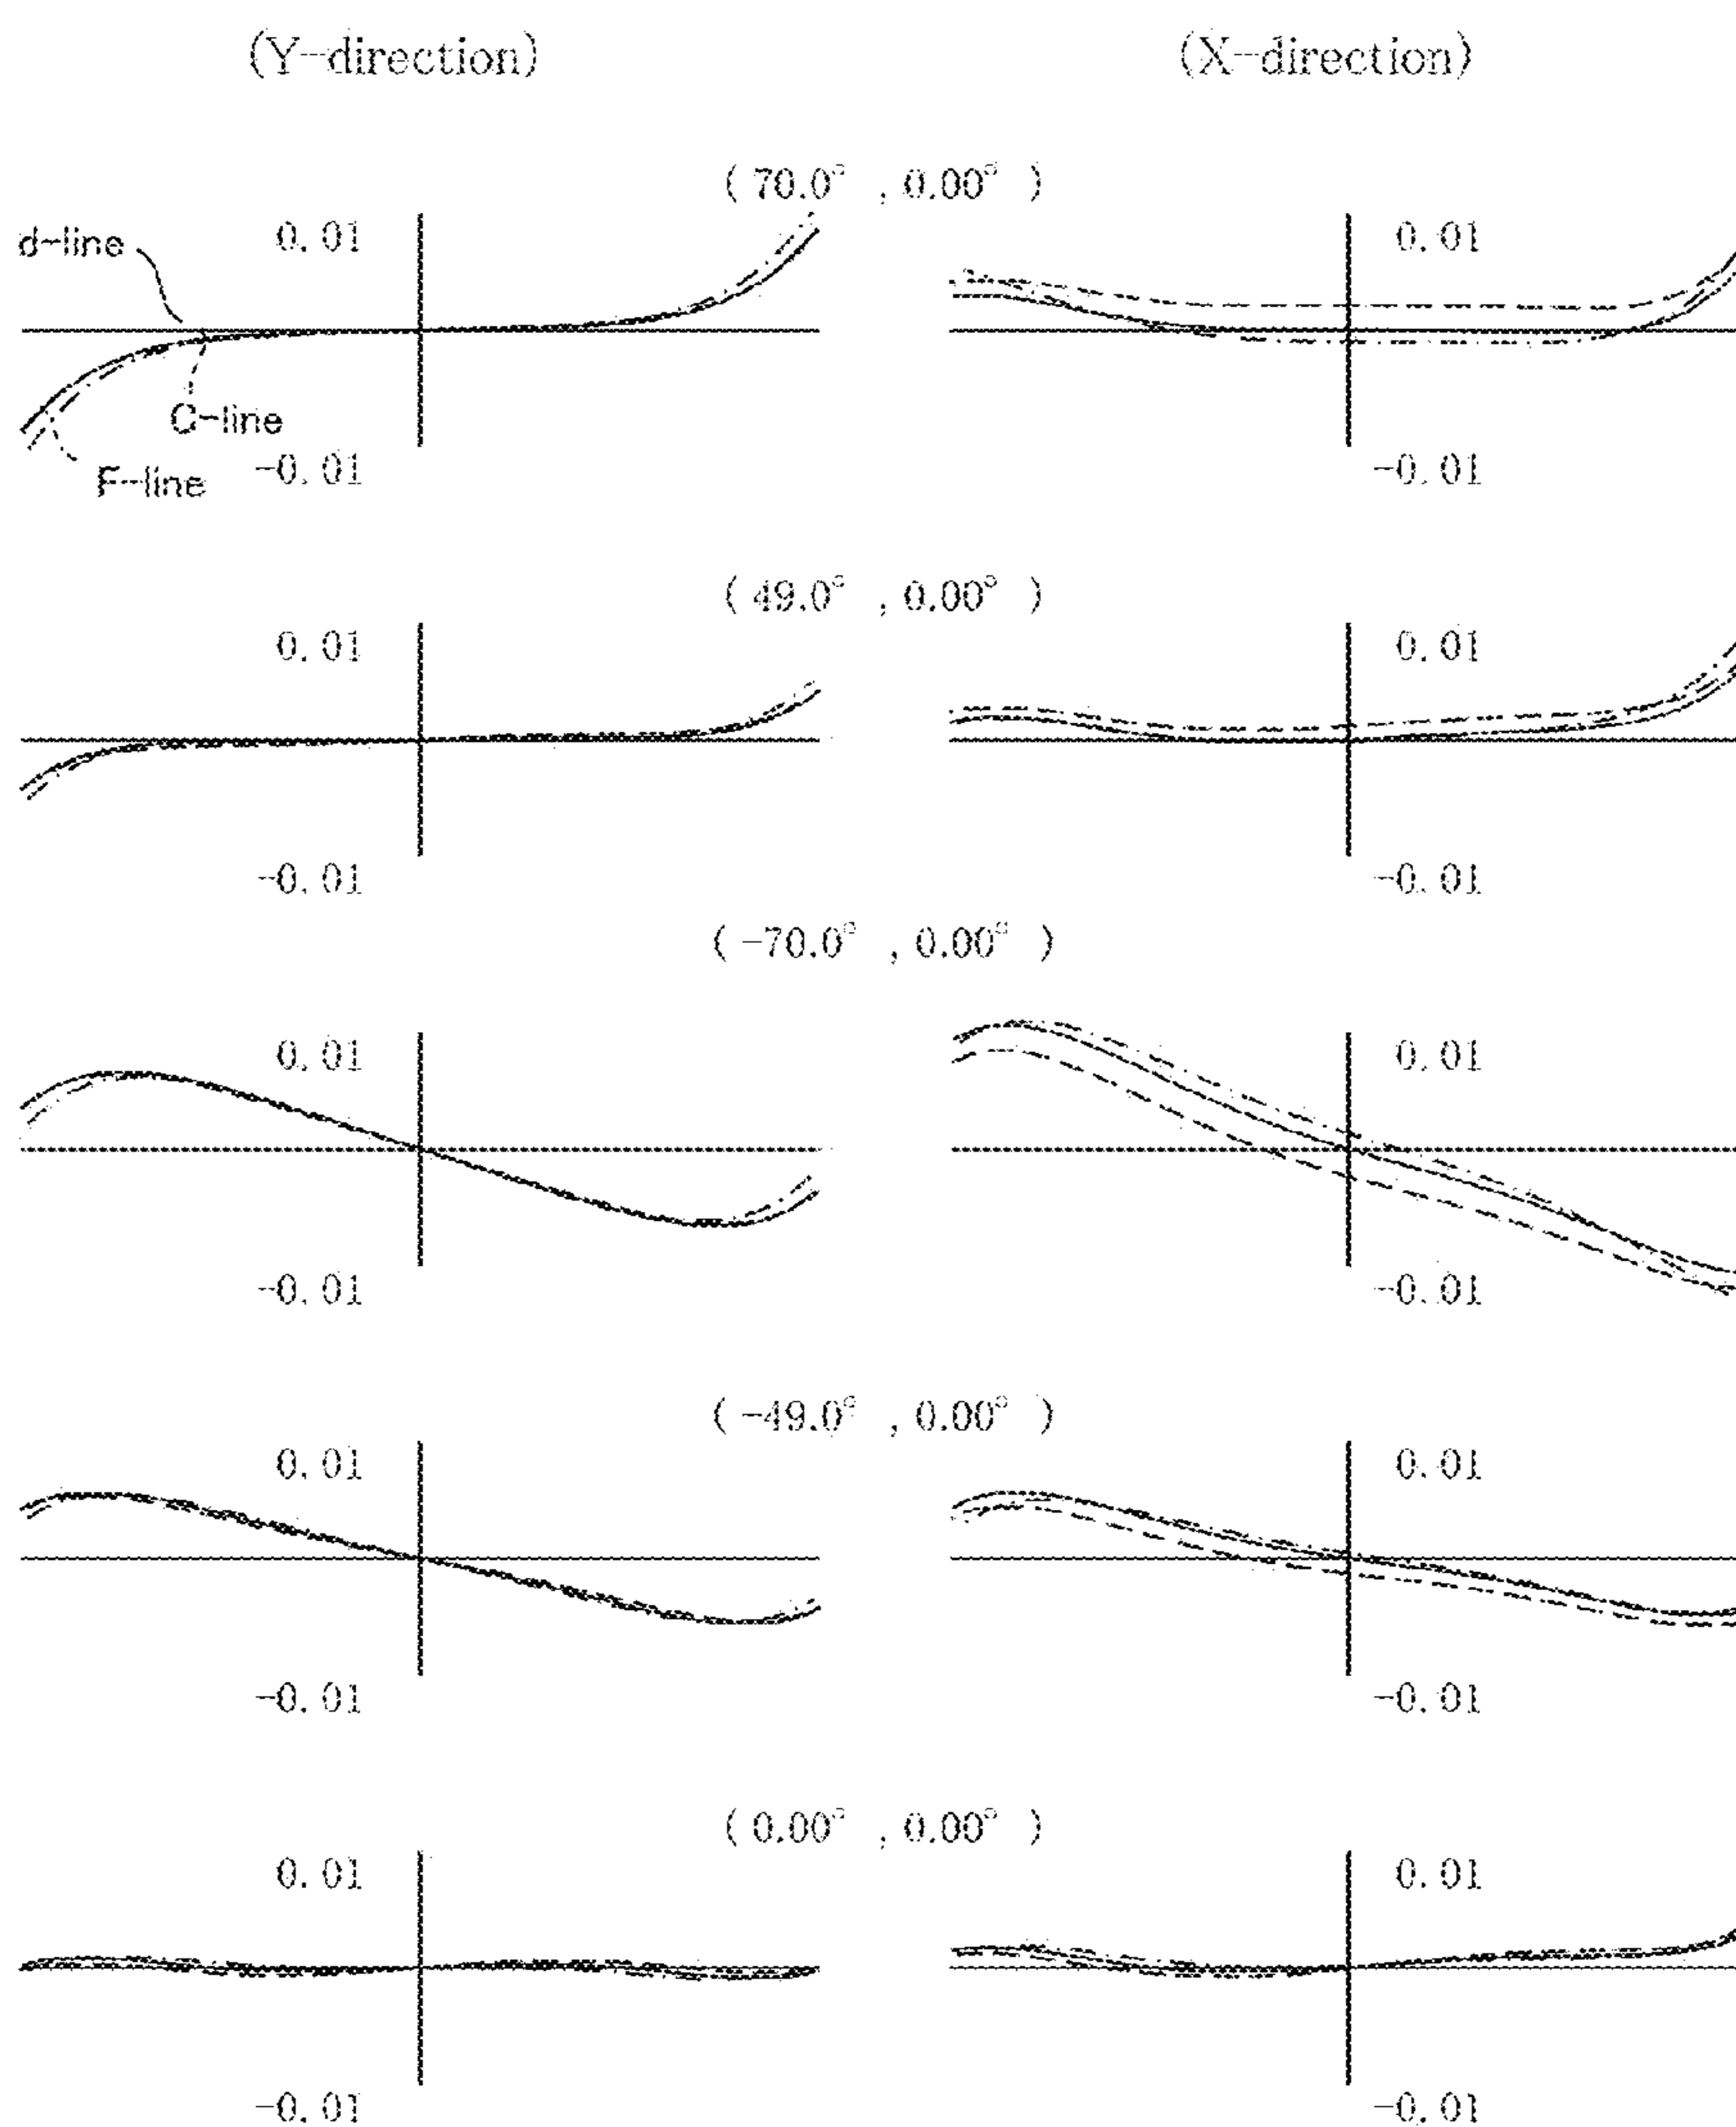 (Y-direction) (X-direction)
( 70.0° , 0.00° )
d-line 0.01 0.01
C-line
F-line -0.01 -0.01
( 49.0° , 0.00° )
0.01 0.01
-0.01 -0.01
( -70.0° , 0.00° )
0.01 0.01
-0.01 -0.01
( -49.0° , 0.00° )
0.01 0.01
-0.01 -0.01
( 0.00° , 0.00° )
0.01 0.01
-0.01 -0.01